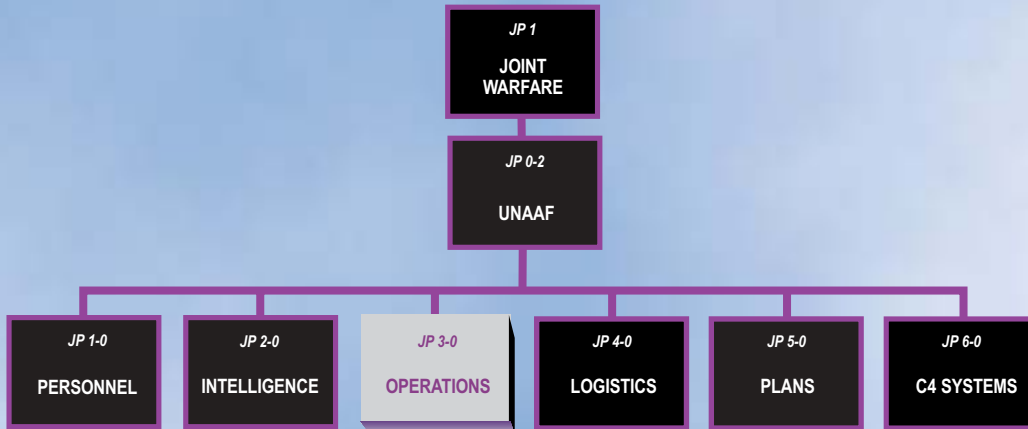 JP 1
JOINT
WARFARE
JP 0-2
UNAAF
JP 1-0
PERSONNEL
JP 2-0
INTELLIGENCE
JP 3-0
OPERATIONS
JP 4-0
LOGISTICS
JP 5-0
PLANS
JP 6-0
C4 SYSTEMS